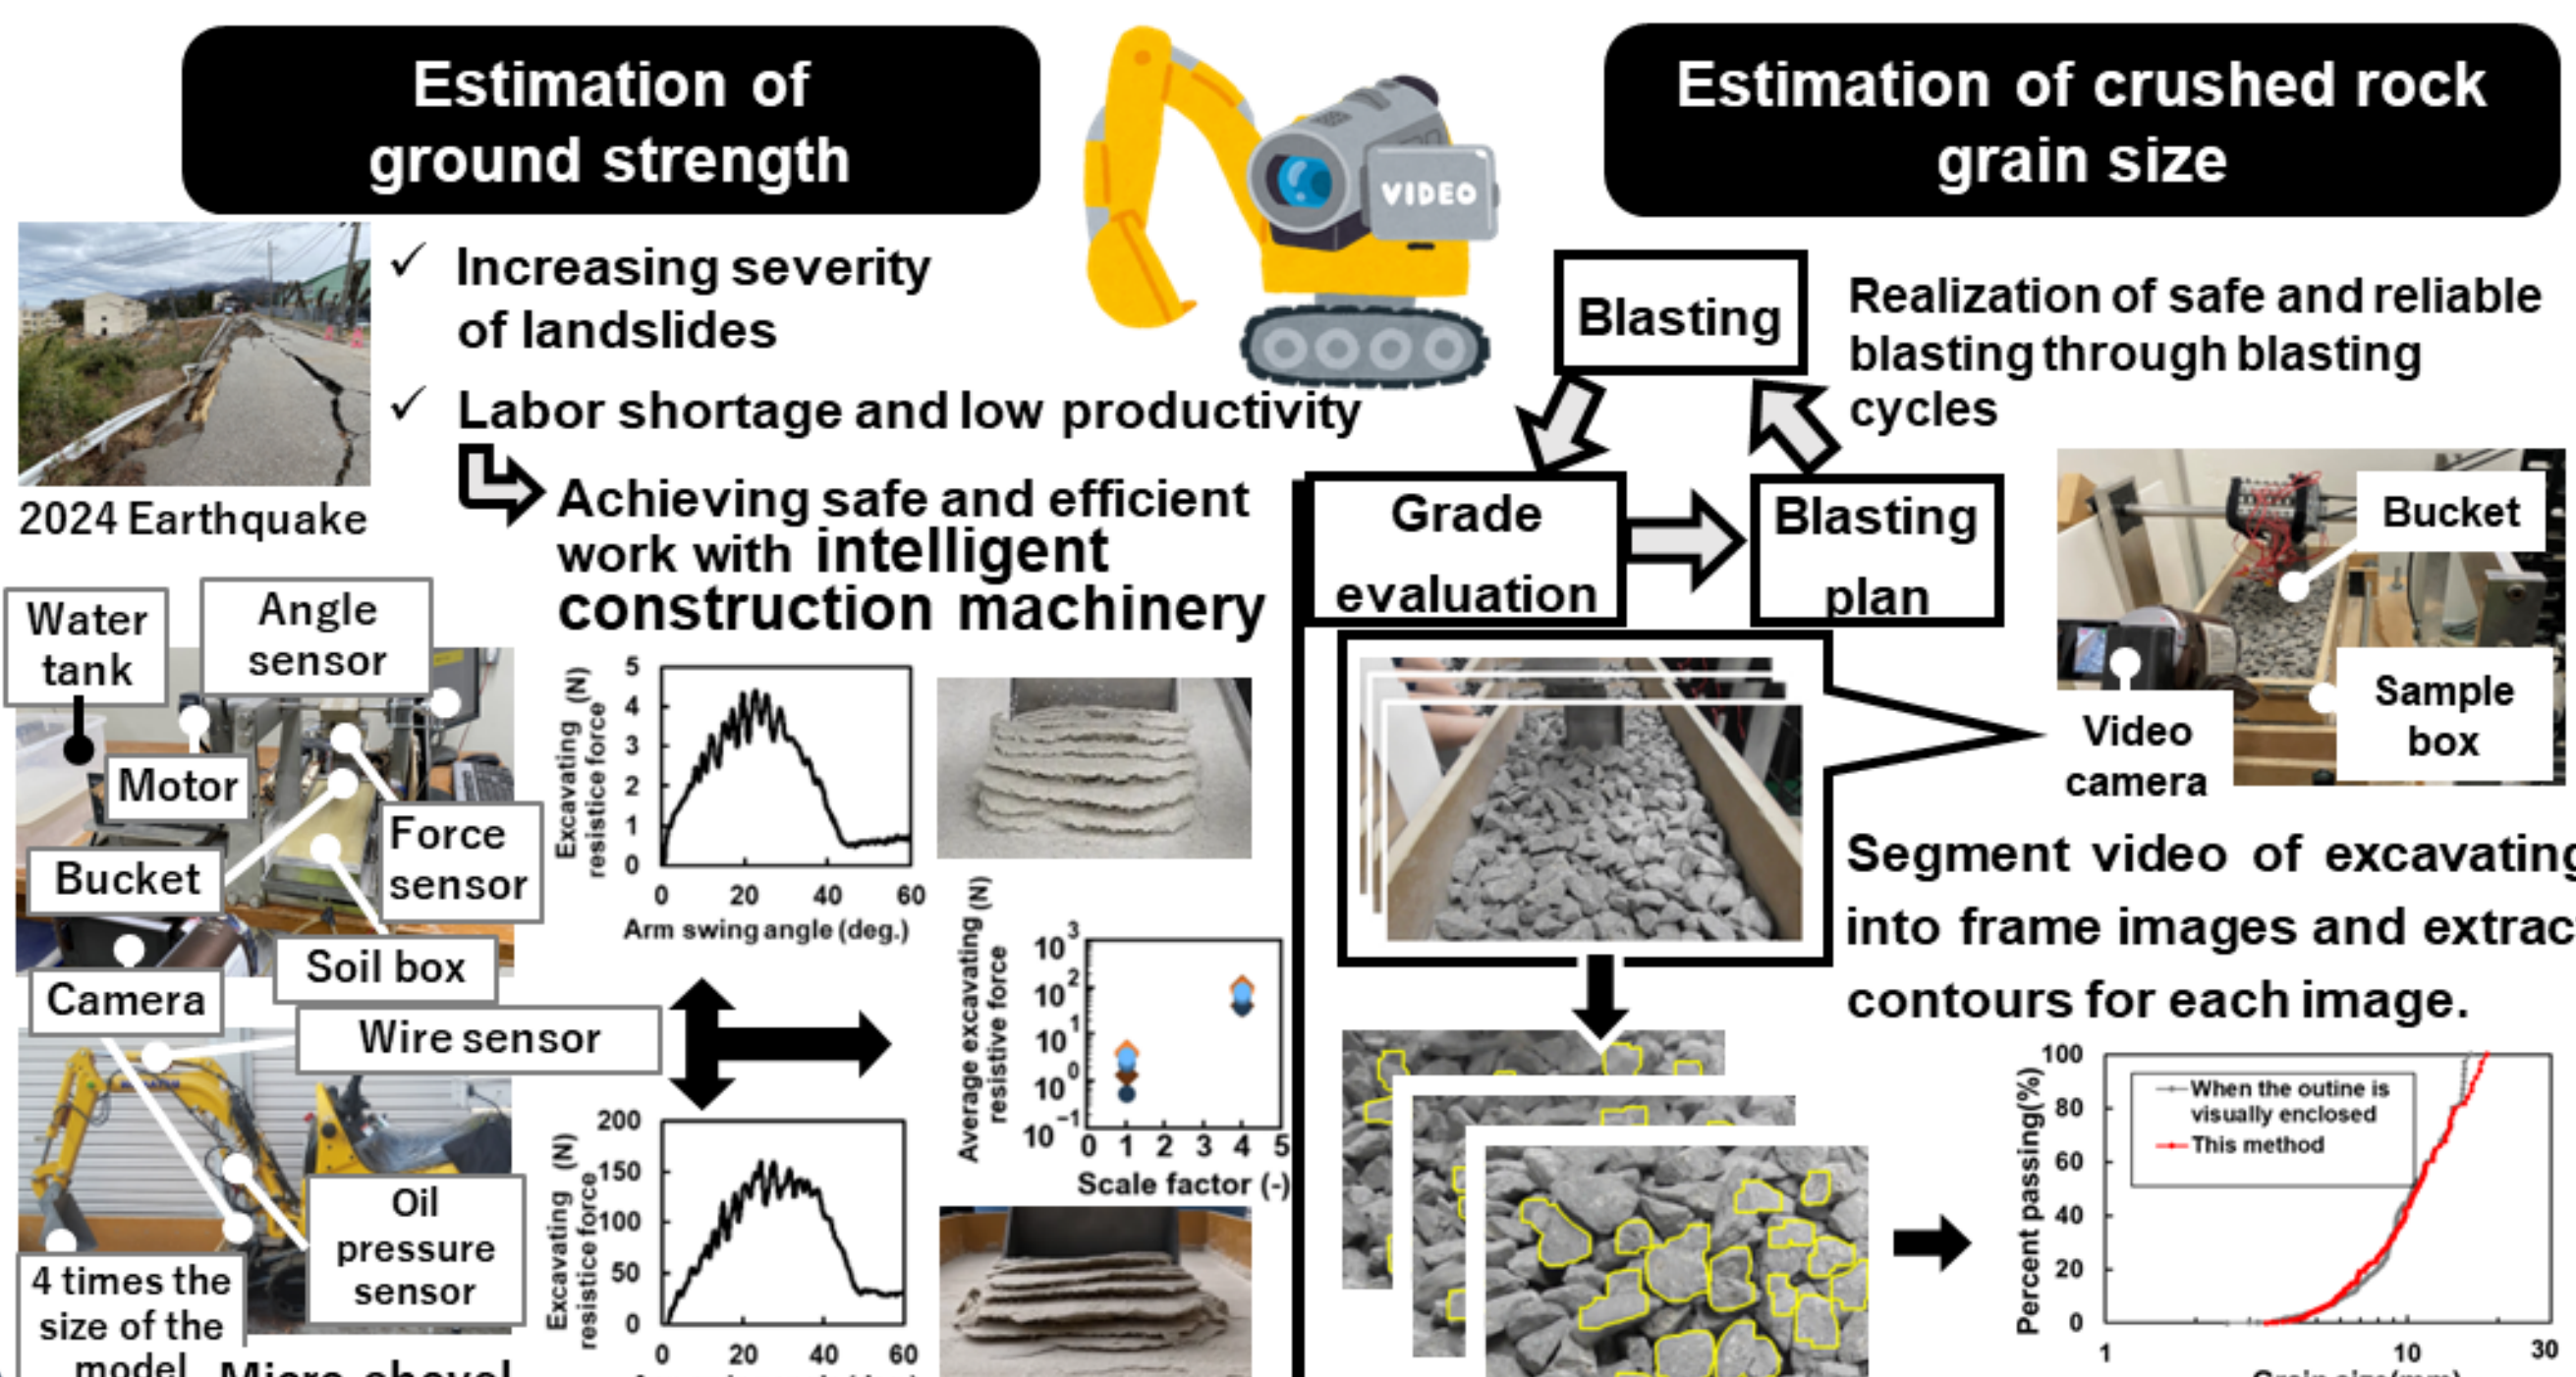 Estimation of
ground strength
VIDEO
Estimation of crushed rock
grain size
✓ Increasing severity
of landslides
✓ Labor shortage and low productivity
2024 Earthquake
Achieving safe and efficient
work with intelligent
construction machinery
Water
tank
Angle
sensor
Motor
Bucket
Force
sensor
Camera
Soil box
Wire sensor
Oil
pressure
sensor
4 times the
size of the
model
Excavating (N)
resistice force
5
4
3
2
1
0
0 20 40 60
Arm swing angle (deg.)
Average excavating (N)
resistive force
10³
10²
10¹
10⁰
10⁻¹
0 1 2 3 4 5
Scale factor (-)
Excavating (N)
resistice force
200
150
100
50
0
0 20 40 60
Blasting
Realization of safe and reliable
blasting through blasting
cycles
Grade
evaluation
Blasting
plan
Bucket
Sample
box
Video
camera
Segment video of excavating
into frame images and extrac
contours for each image.
Percent passing(%)
100
80
60
40
20
0
When the outine is
visually enclosed
This method
1 10 30